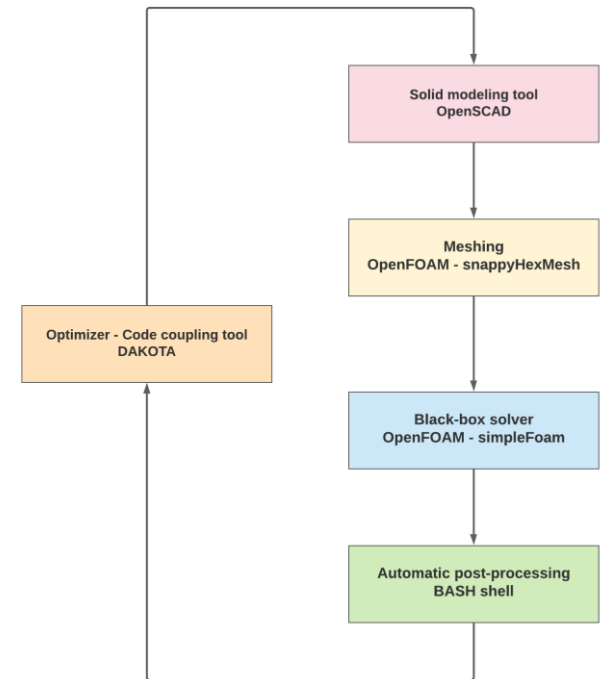 Solid modeling tool
OpenSCAD
Meshing
OpenFOAM - snappyHexMesh
Optimizer - Code coupling tool
DAKOTA
Black-box solver
OpenFOAM - simpleFoam
Automatic post-processing
BASH shell